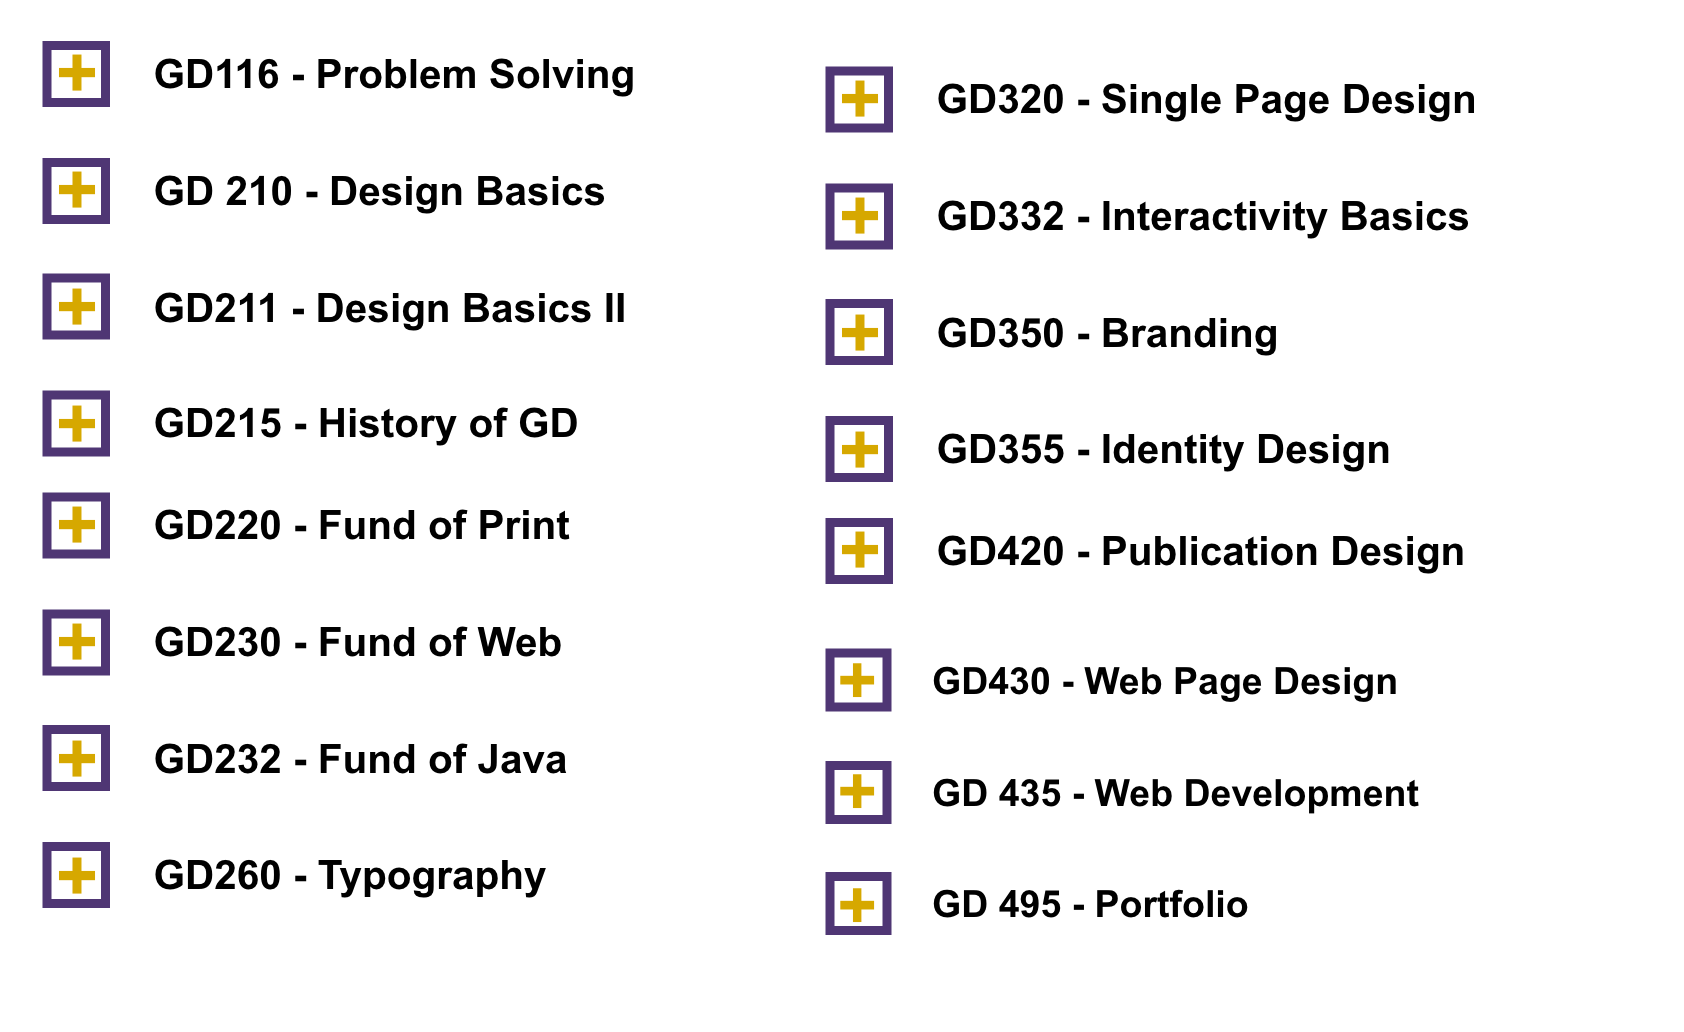 GD116 - Problem Solving
GD 210 - Design Basics
GD211 - Design Basics II
GD215 - History of GD
GD220 - Fund of Print
GD230 - Fund of Web
GD232 - Fund of Java
GD260 - Typography
GD320 - Single Page Design
GD332 - Interactivity Basics
GD350 - Branding
GD355 - Identity Design
GD420 - Publication Design
GD430 - Web Page Design
GD 435 - Web Development
GD 495 - Portfolio